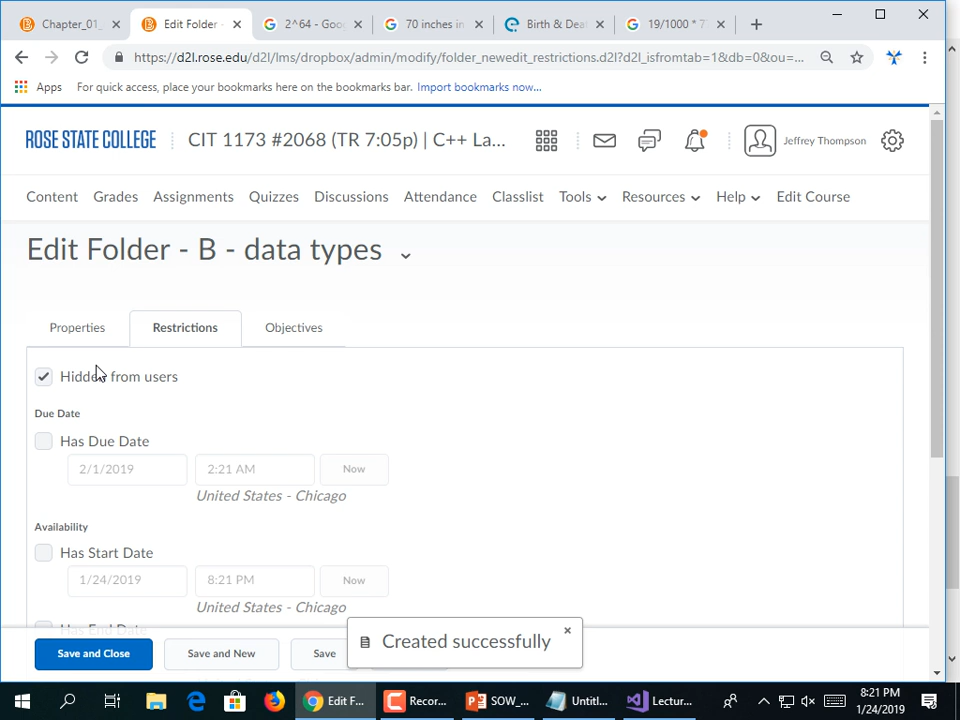 Chapter_01_
Edit Folder -
2^64 - Goo
70 inches in
Birth & Dea
19/1000 * 7
https://d2l.rose.edu/d2l/lms/dropbox/admin/modify/folder_newedit_restrictions.d2l?d2l_isfromtab=1&db=0&ou=...
Apps For quick access, place your bookmarks here on the bookmarks bar. Import bookmarks now...
ROSE STATE COLLEGE
CIT 1173 #2068 (TR 7:05p) | C++ La...
Jeffrey Thompson
Content Grades Assignments Quizzes Discussions Attendance Classlist Tools Resources Help Edit Course
Edit Folder - B - data types
Properties Restrictions Objectives
Hidden from users
Due Date
Has Due Date
2/1/2019 2:21 AM Now
United States - Chicago
Availability
Has Start Date
1/24/2019 8:21 PM Now
United States - Chicago
Has End Date
Save and Close Save and New Save
Created successfully
Edit F... Recor... SOW_... Untitl... Lectur...
8:21 PM
1/24/2019